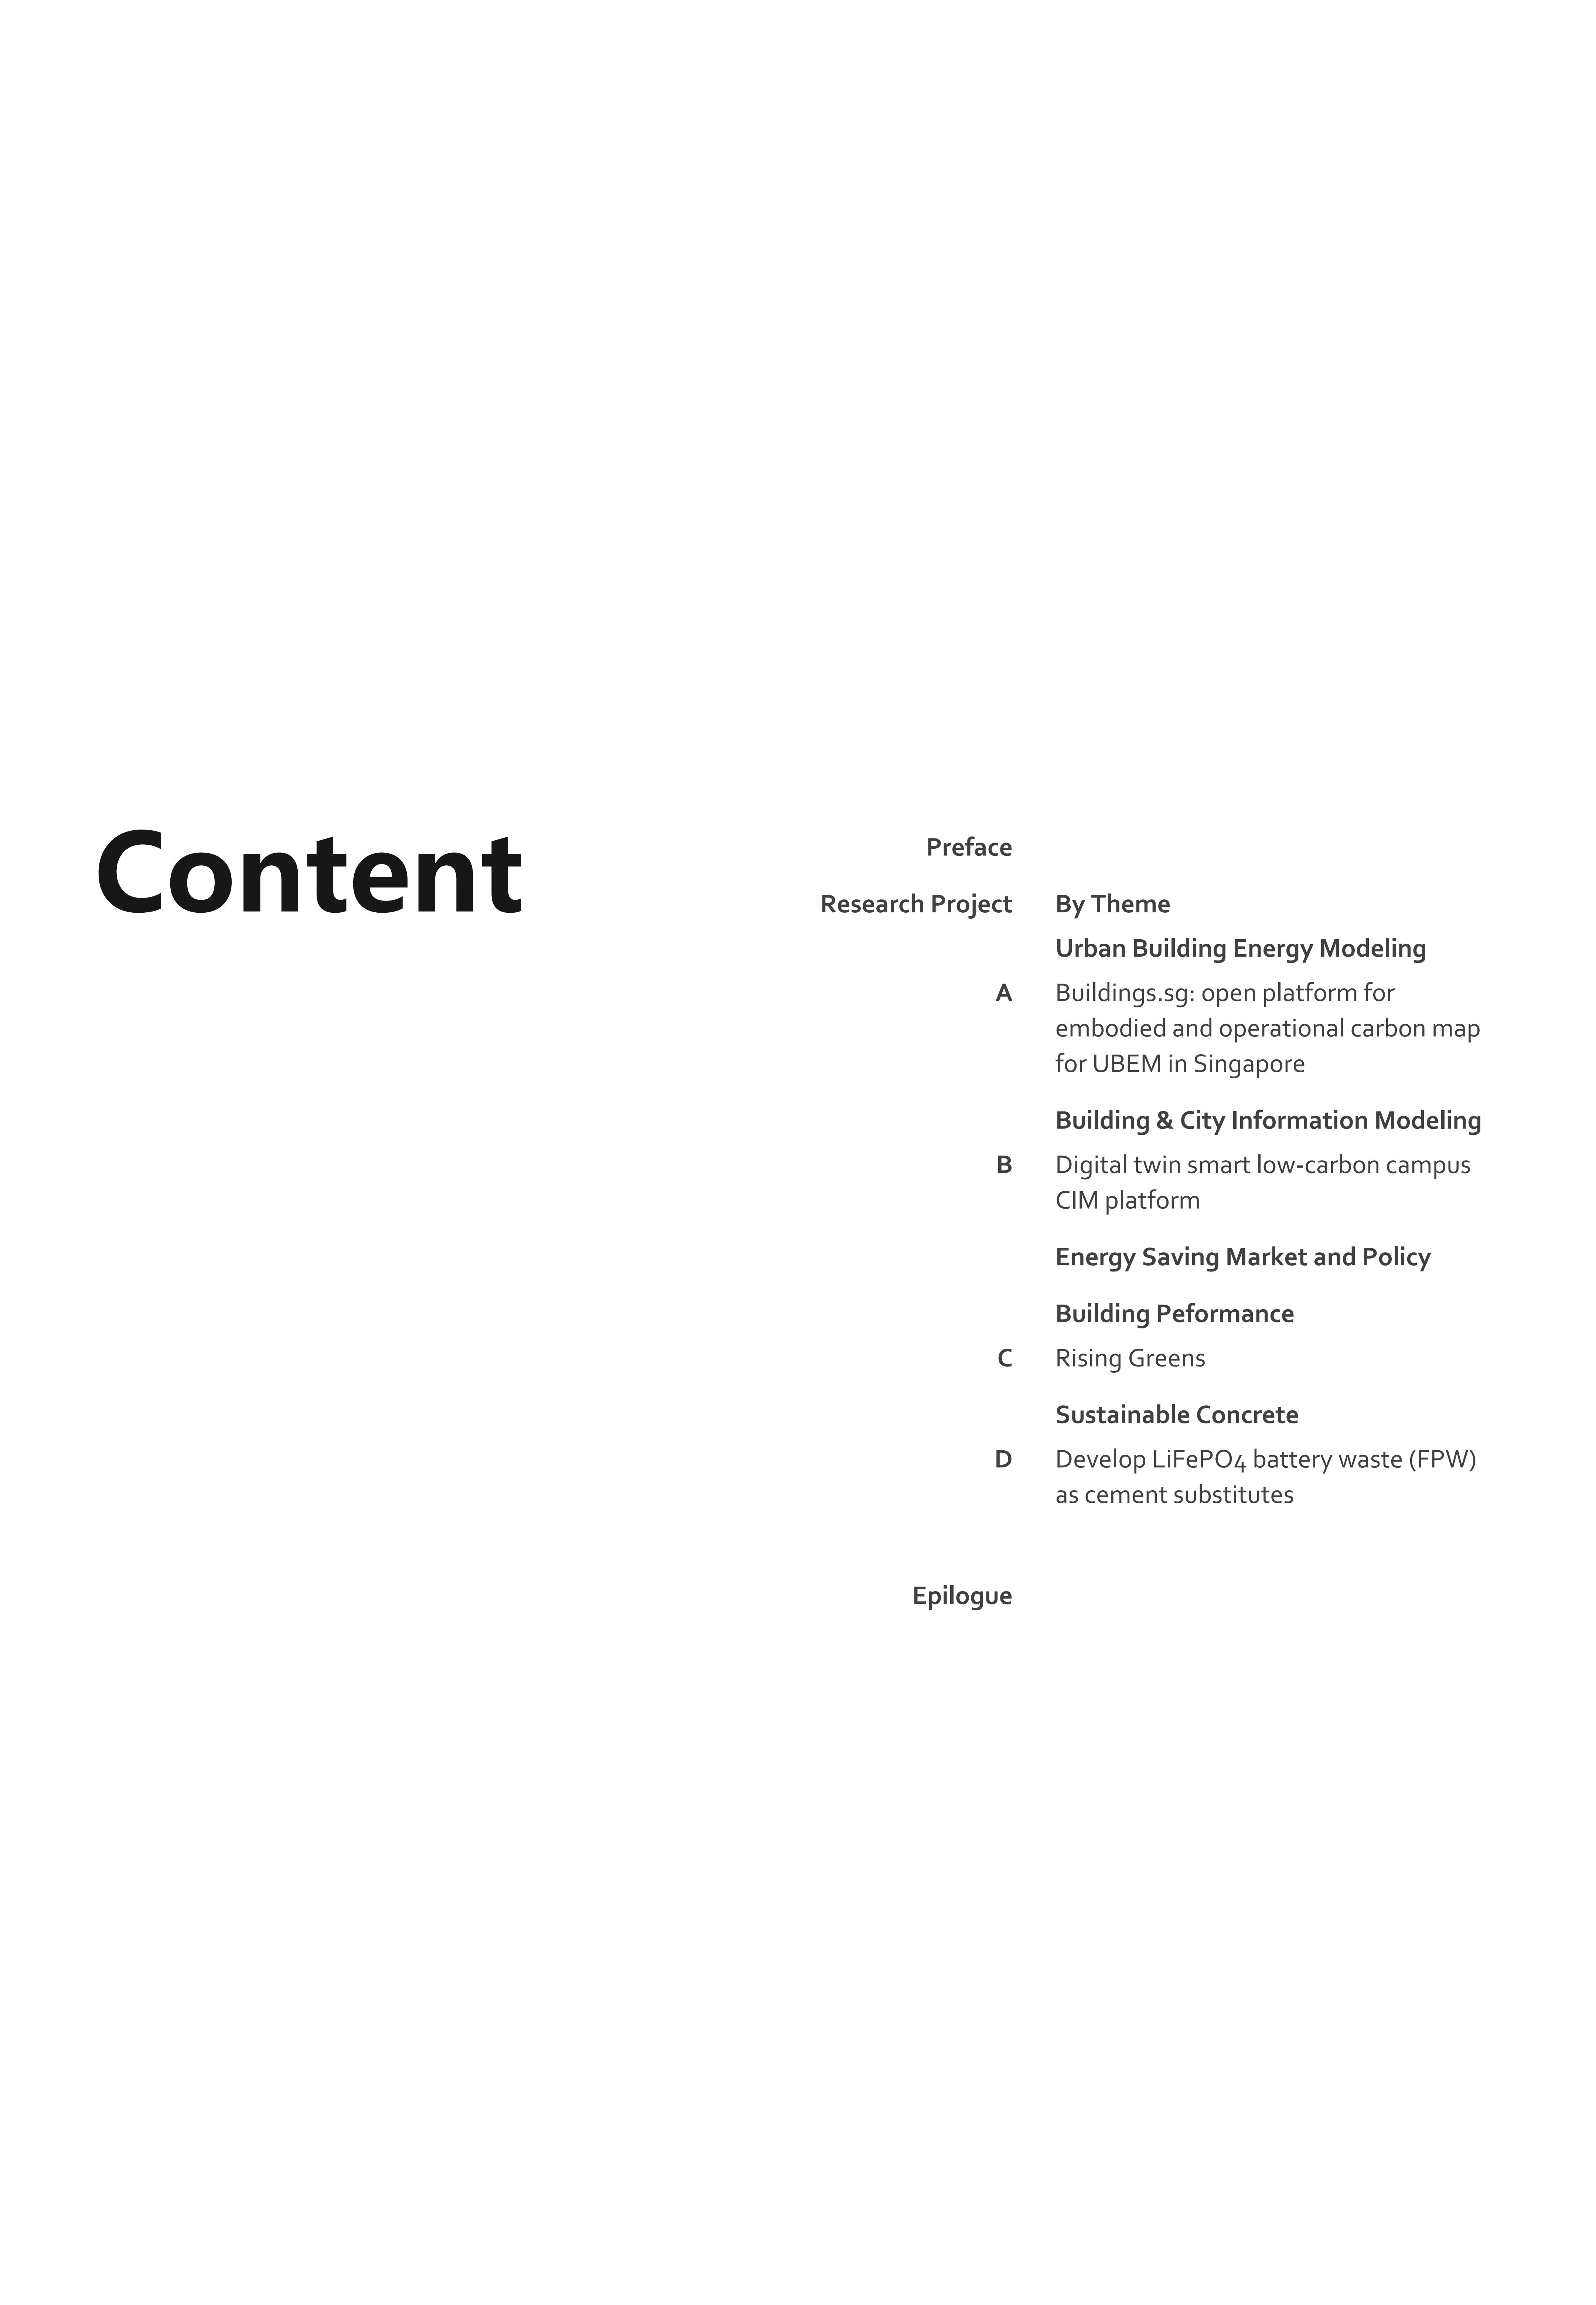 Content
Preface
Research Project By Theme
Urban Building Energy Modeling
A Buildings.sg: open platform for
embodied and operational carbon map
for UBEM in Singapore
Building & City Information Modeling
B Digital twin smart low-carbon campus
CIM platform
Energy Saving Market and Policy
Building Peformance
C Rising Greens
Sustainable Concrete
D Develop LiFePO4 battery waste (FPW)
as cement substitutes
Epilogue